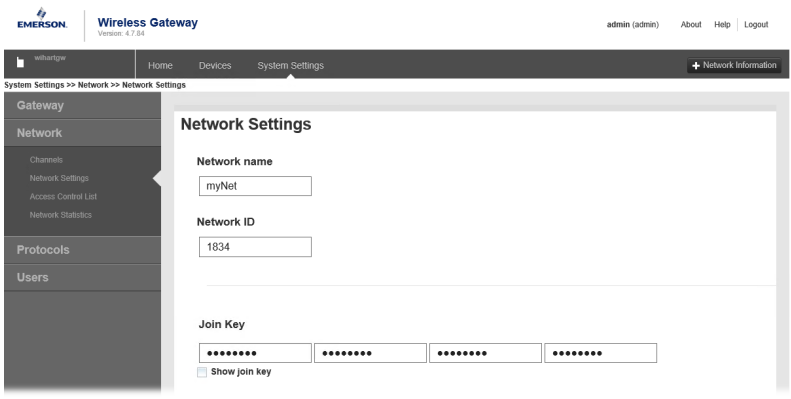 EMERSON.
Wireless Gateway
Version: 4.7.84
admin (admin) About Help Logout
wihartgw
Home Devices System Settings
+ Network Information
System Settings >> Network >> Network Settings
Gateway
Network
Channels
Network Settings
Access Control List
Network Statistics
Protocols
Users
Network Settings
Network name
myNet
Network ID
1834
Join Key
●●●●●●●● ●●●●●●●● ●●●●●●●● ●●●●●●●●
Show join key